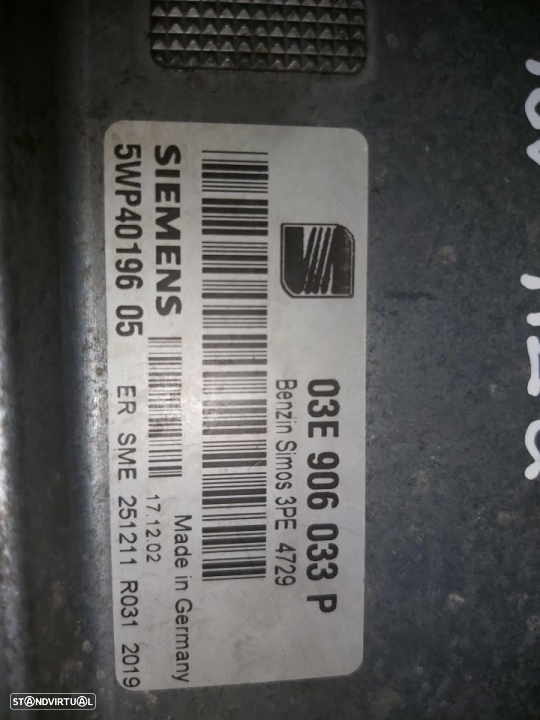 03E 906 033 P
Benzin Simos 3PE 4729
Made in Germany
17.12.02
SIEMENS
5WP40196 05 ER SME 251211 R031 2019
STANDVIRTUAL